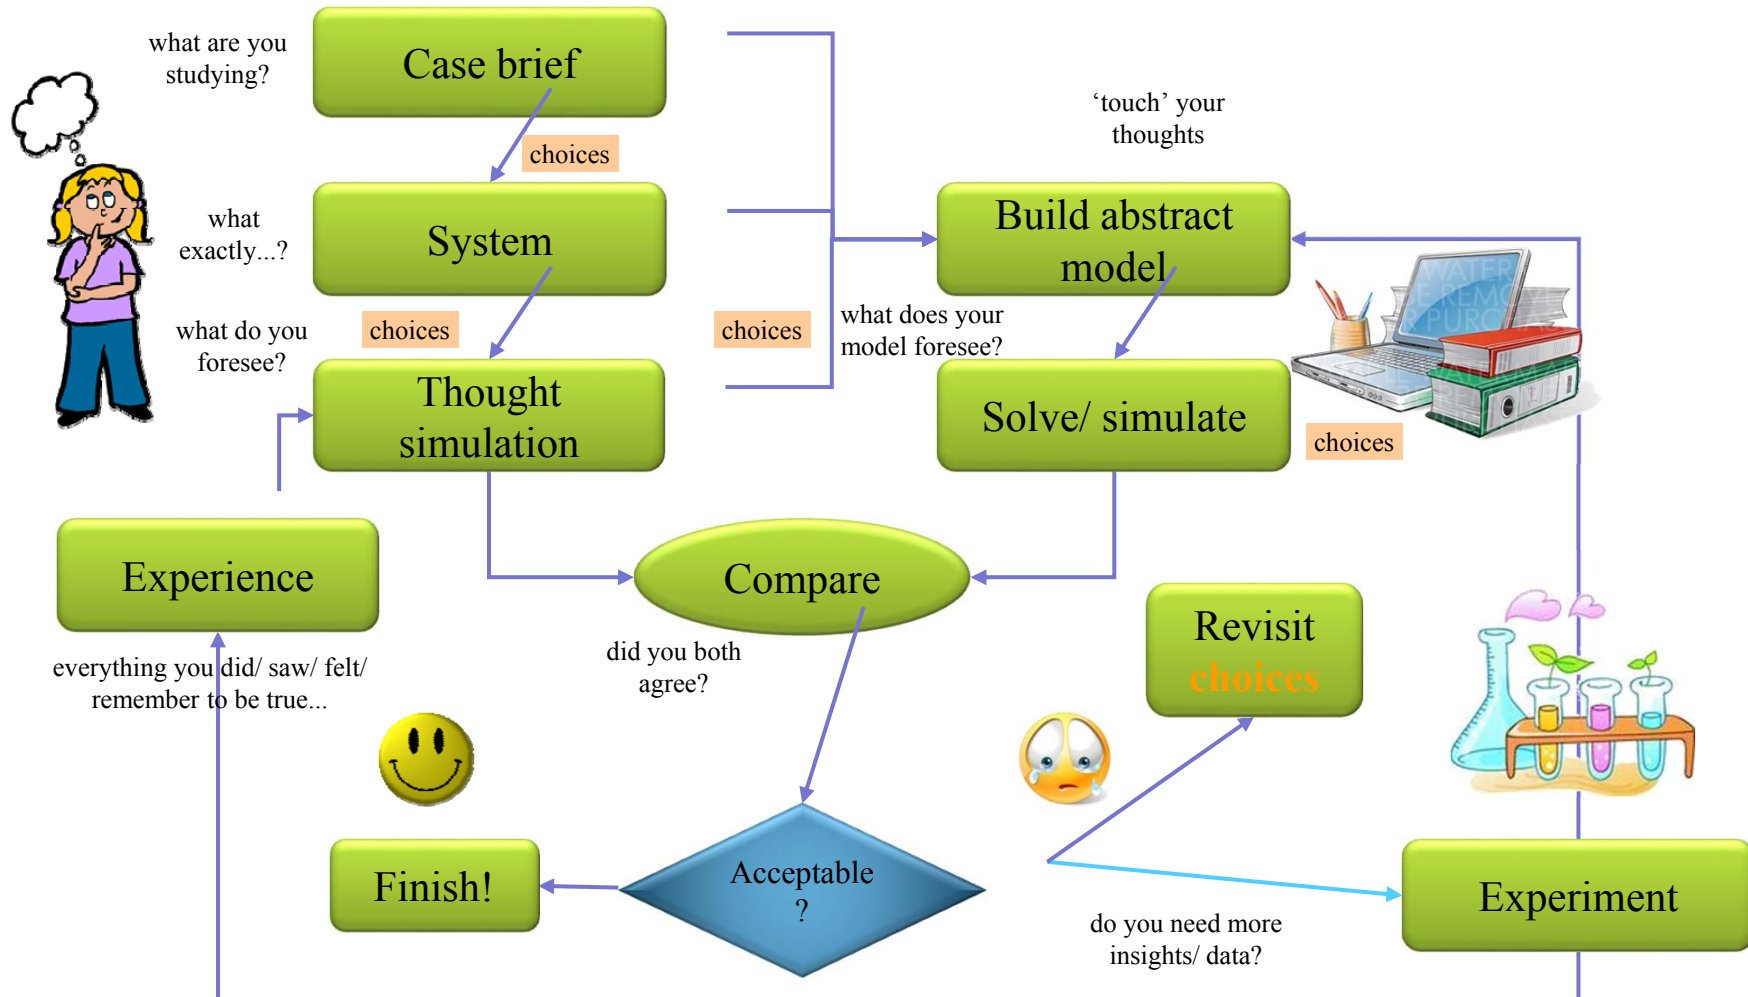 what are you
studying?
Case brief
choices
'touch' your
thoughts
what
exactly...?
System
Build abstract
model
what do you
foresee?
choices
choices
what does your
model foresee?
Thought
simulation
Solve/ simulate
choices
Experience
Compare
Revisit
choices
everything you did/ saw/ felt/
remember to be true...
did you both
agree?
Finish!
Acceptable
?
Experiment
do you need more
insights/ data?